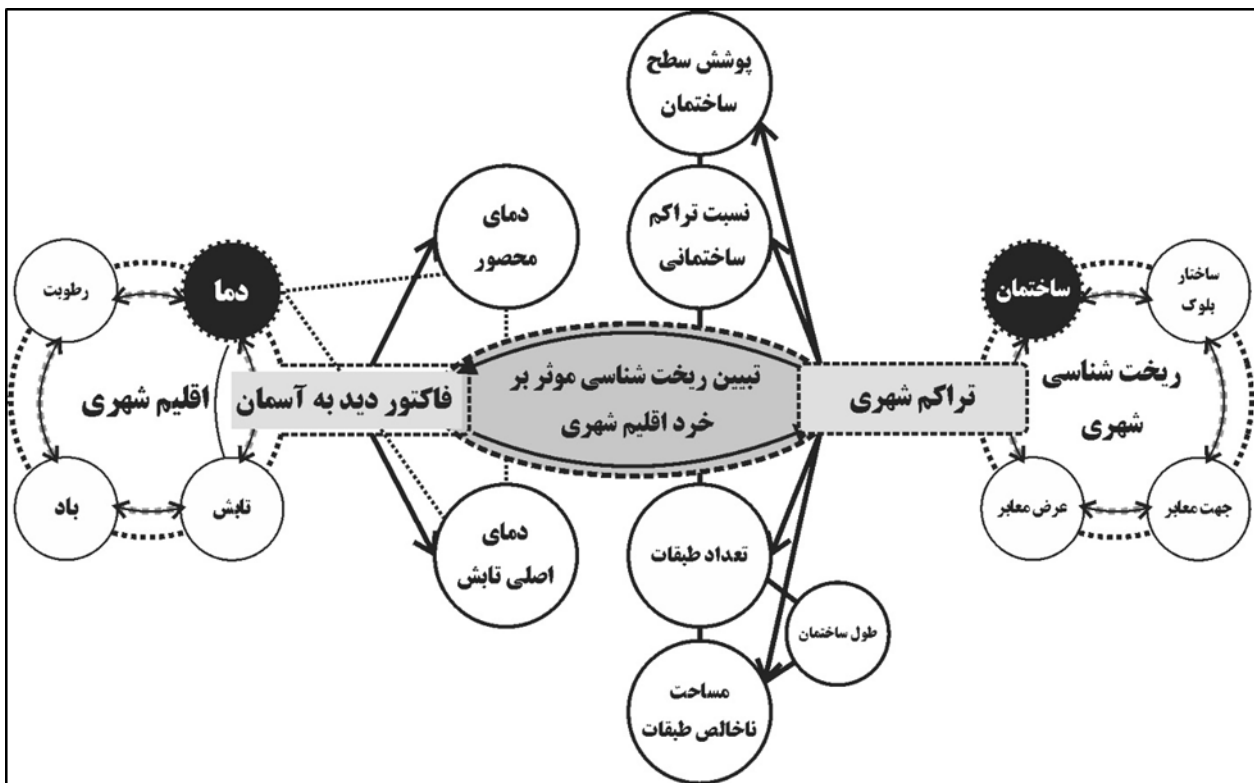 پوشش سطح
ساختمان
نسبت تراکم
ساختمانی
دمای
محصور
ساختار
بلوک
ساختمان
دما
رطوبت
ریخت شناسی
شهری
تراکم شهری
تبیین ریخت شناسی موثر بر
خرد اقلیم شهری
فاکتور دید به آسمان
اقلیم شهری
جهت معابر
عرض معابر
تعداد طبقات
دمای
اصلی تابش
تابش
باد
طول ساختمان
مساحت
ناخالص طبقات